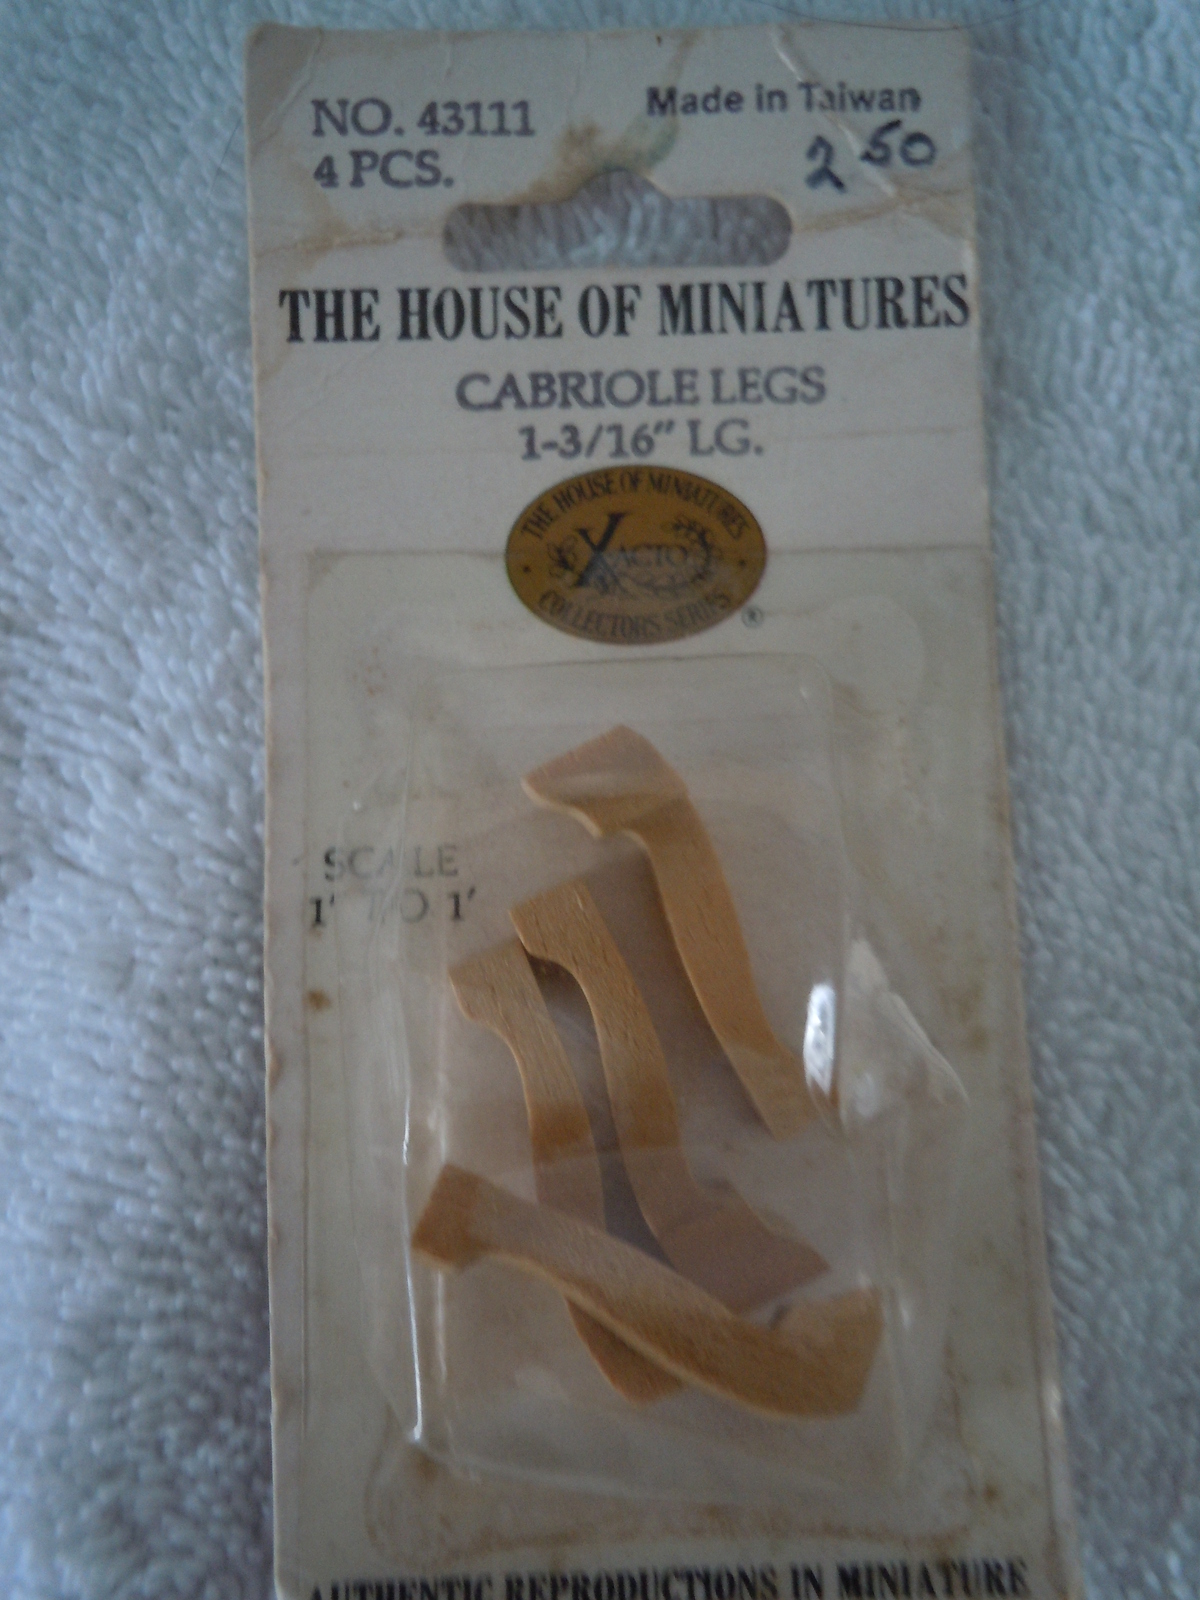 NO. 43111
4 PCS.
Made in Taiwan
2 50
THE HOUSE OF MINIATURES
CABRIOLE LEGS
1-3/16" LG.
THE HOUSE OF MINIATURES
X-ACTO
COLLECTORS SERIES
®
SCALE
1" TO 1'
AUTHENTIC REPRODUCTIONS IN MINIATURE